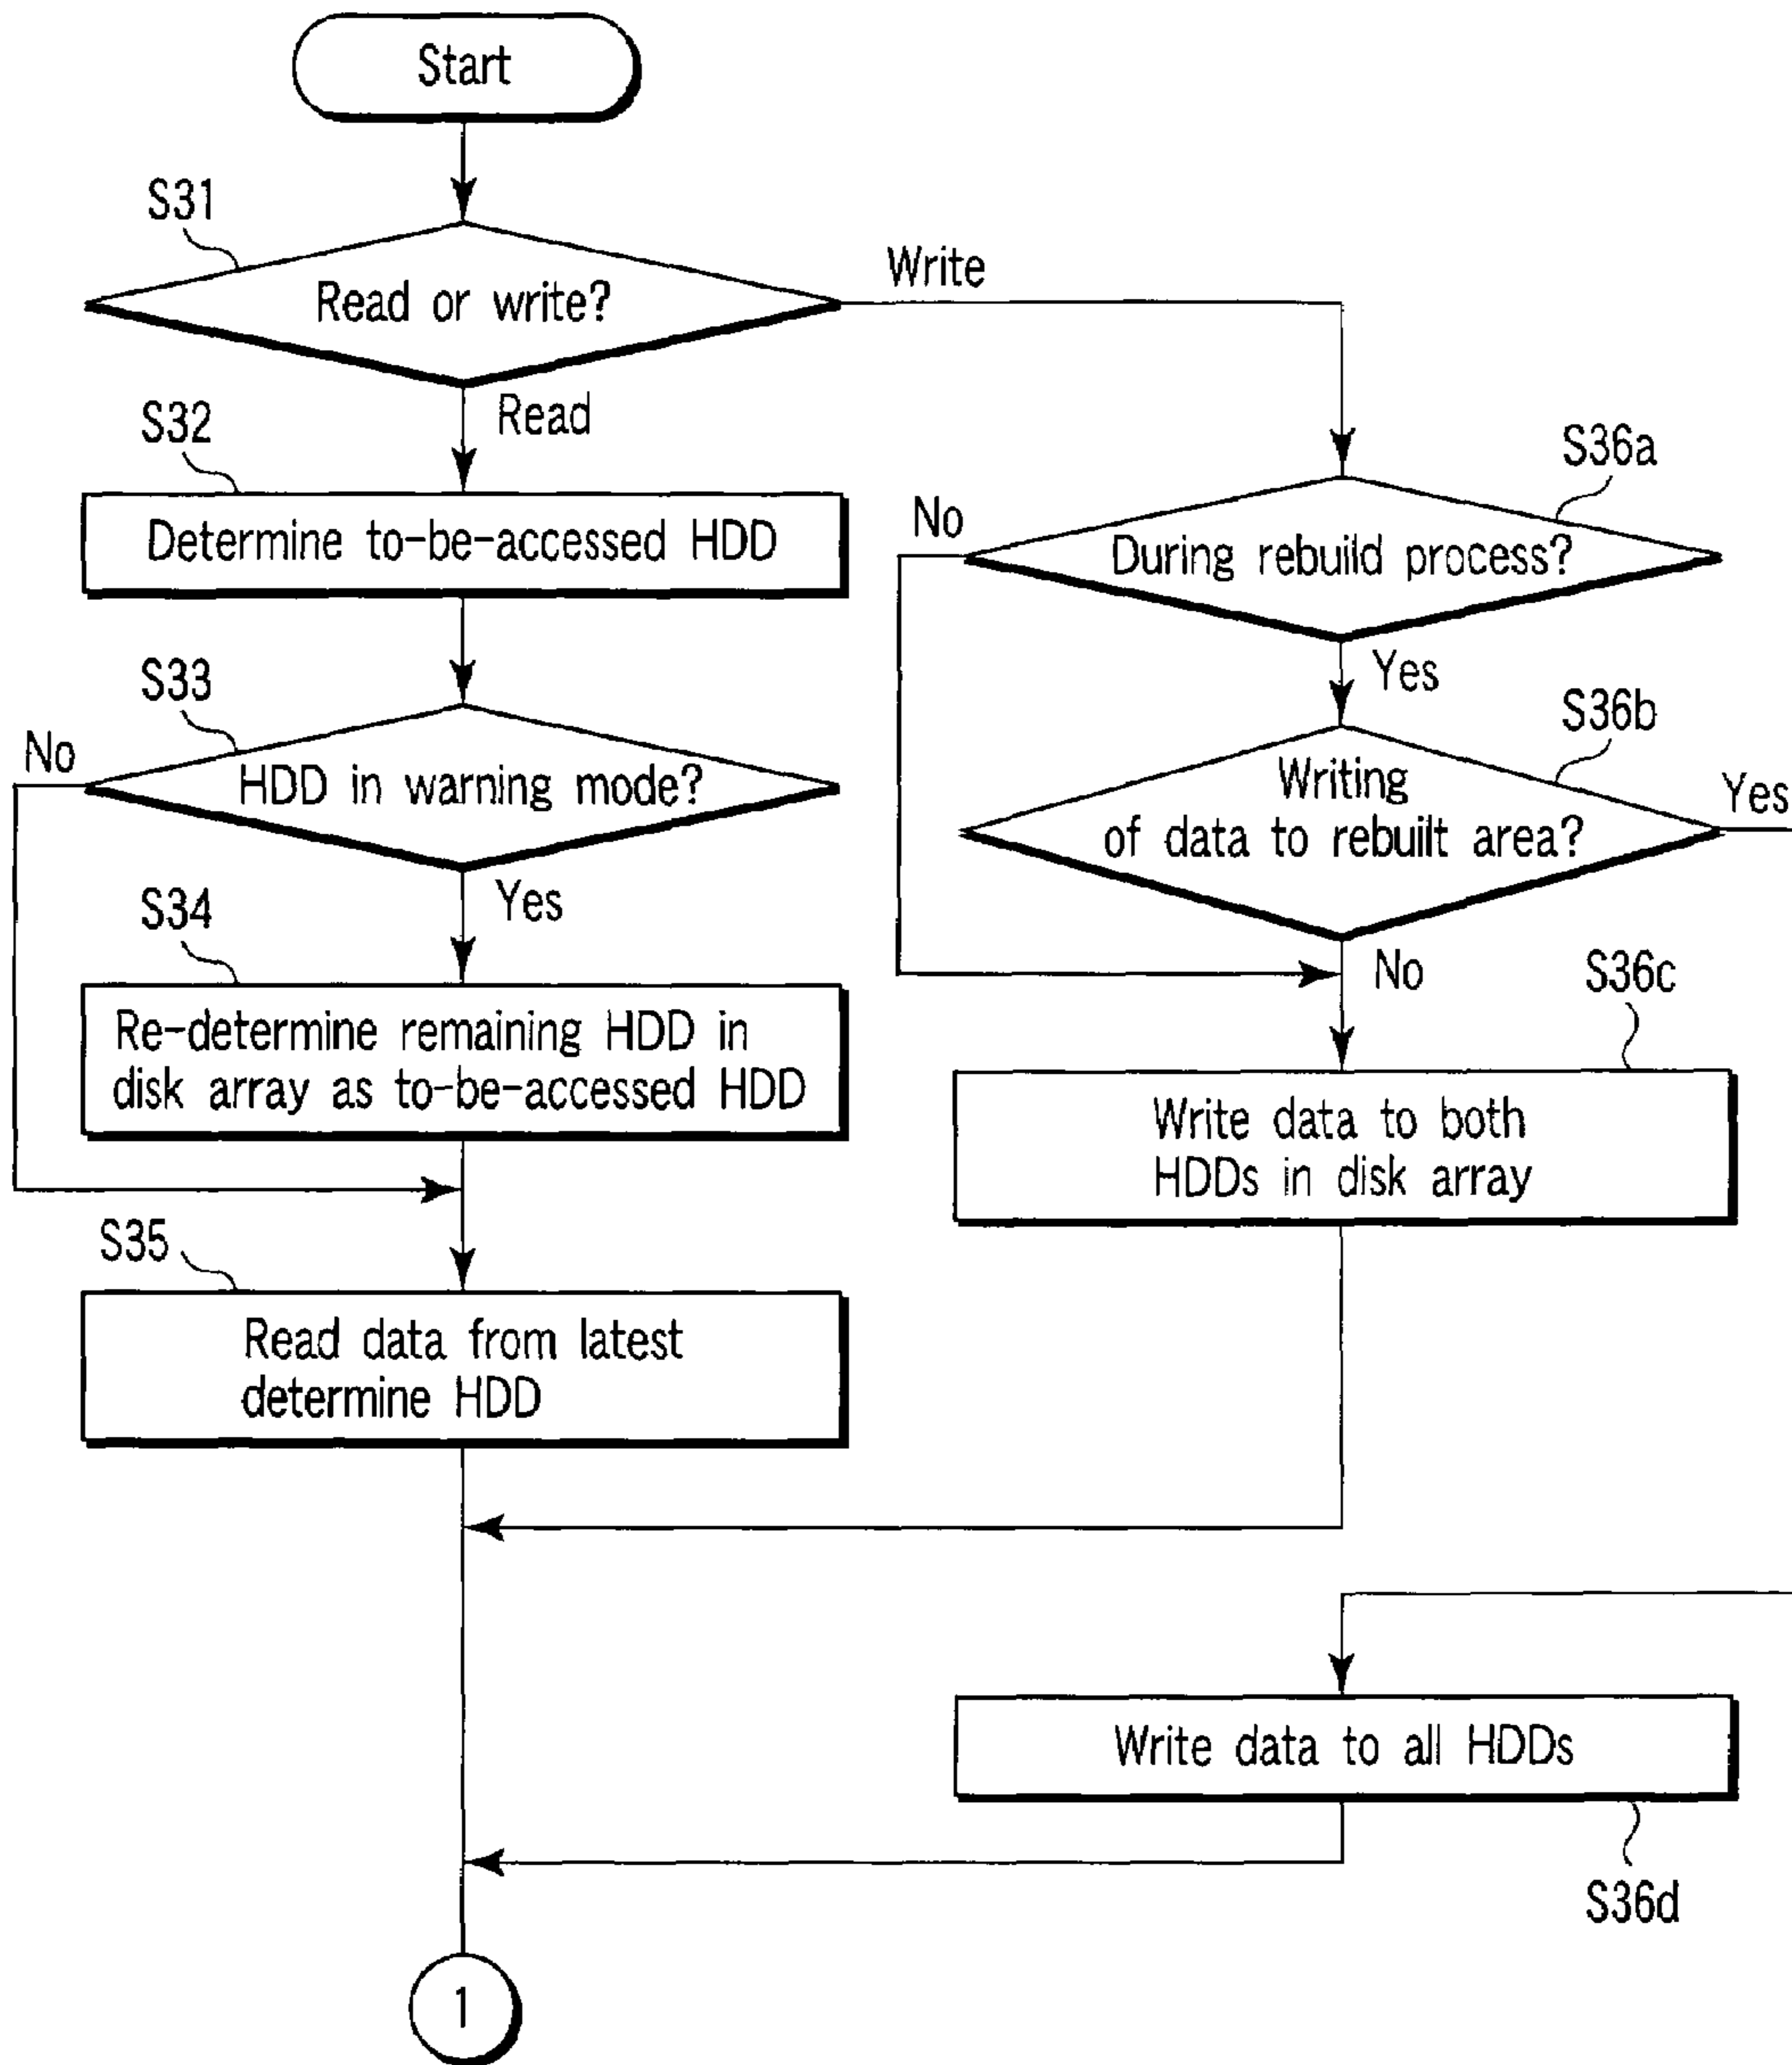 Start
S31
Read or write?
Write
Read
S32
Determine to-be-accessed HDD
S33
No
HDD in warning mode?
Yes
S34
Re-determine remaining HDD in
disk array as to-be-accessed HDD
S35
Read data from latest
determine HDD
S36a
No
During rebuild process?
Yes
S36b
Writing
of data to rebuilt area?
Yes
No
S36c
Write data to both
HDDs in disk array
Write data to all HDDs
S36d
1